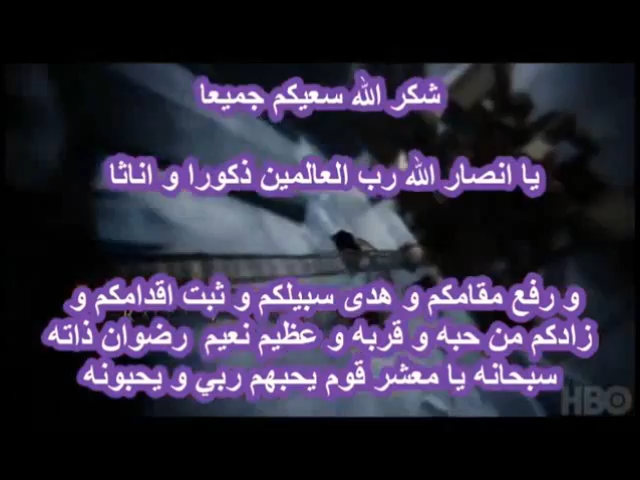 شكر الله سعيكم جميعا
يا انصار الله رب العالمين ذكورا و اناثا
و رفع مقامكم و هدى سبيلكم و ثبت اقدامكم و
زادكم من حبه و قربه و عظيم نعيم رضوان ذاته
سبحانه يا معشر قوم يحبهم ربي و يحبونه
HBO